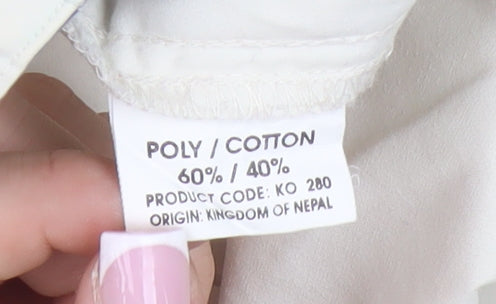 POLY / COTTON
60% / 40%
PRODUCT CODE: KO 280
ORIGIN: KINGDOM OF NEPAL